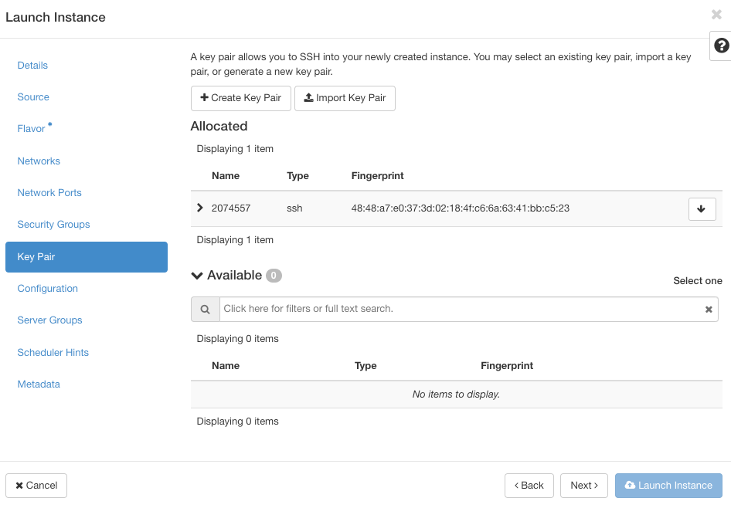 Launch Instance
Details
Source
Flavor *
Networks
Network Ports
Security Groups
Key Pair
Configuration
Server Groups
Scheduler Hints
Metadata
A key pair allows you to SSH into your newly created instance. You may select an existing key pair, import a key
pair, or generate a new key pair.
Create Key Pair Import Key Pair
Allocated
Displaying 1 item
Name Type Fingerprint
2074557 ssh 48:48:a7:e0:37:3d:02:18:4f:c6:6a:63:41:bb:c5:23
Displaying 1 item
Available 0
Select one
Click here for filters or full text search.
Displaying 0 items
Name Type Fingerprint
No items to display.
Displaying 0 items
Cancel < Back Next > Launch Instance